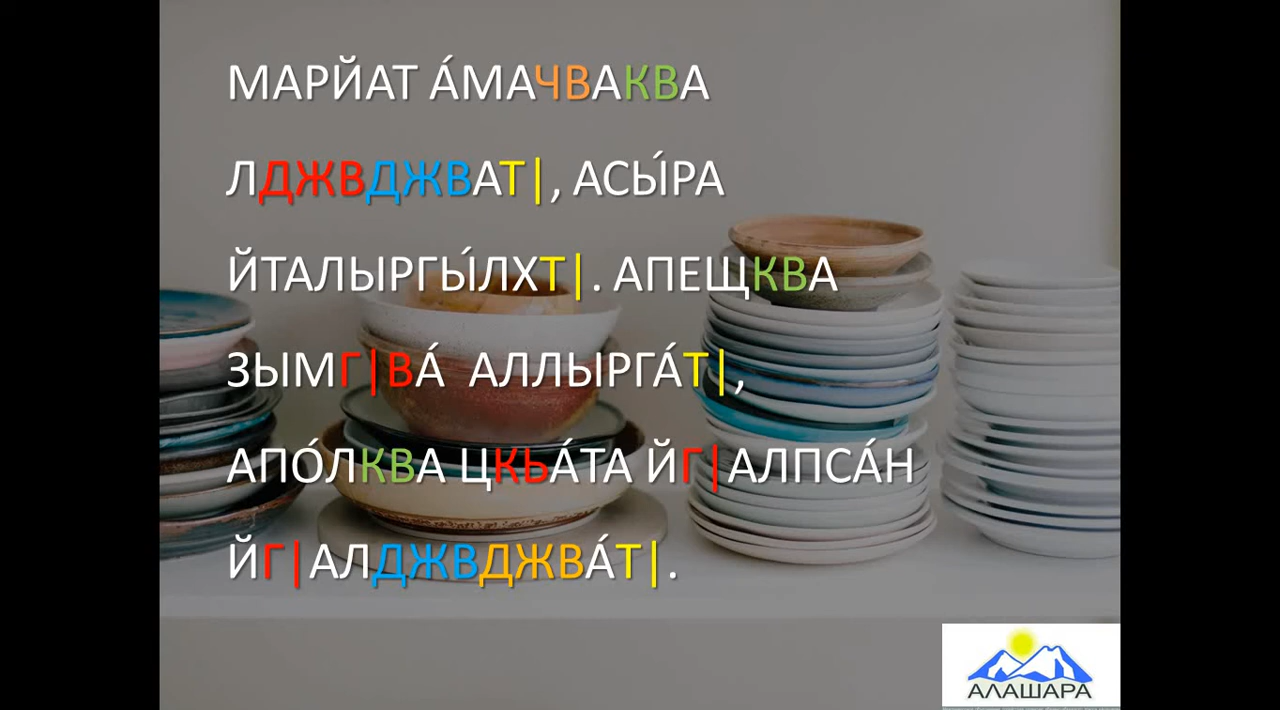 МАРЙАТ А́МАЧВАКВА
ЛДЖВДЖВАТ|, АСЫ́РА
ЙТАЛЫРГЫ́ЛХТ|. АПЕЩКВА
ЗЫМГ|ВА́ АЛЛЫРГА́Т|,
АПО́ЛКВА ЦКЬА́ТА ЙГ|АЛПСА́Н
ЙГ|АЛДЖВДЖВА́Т|.
АЛАШАРА